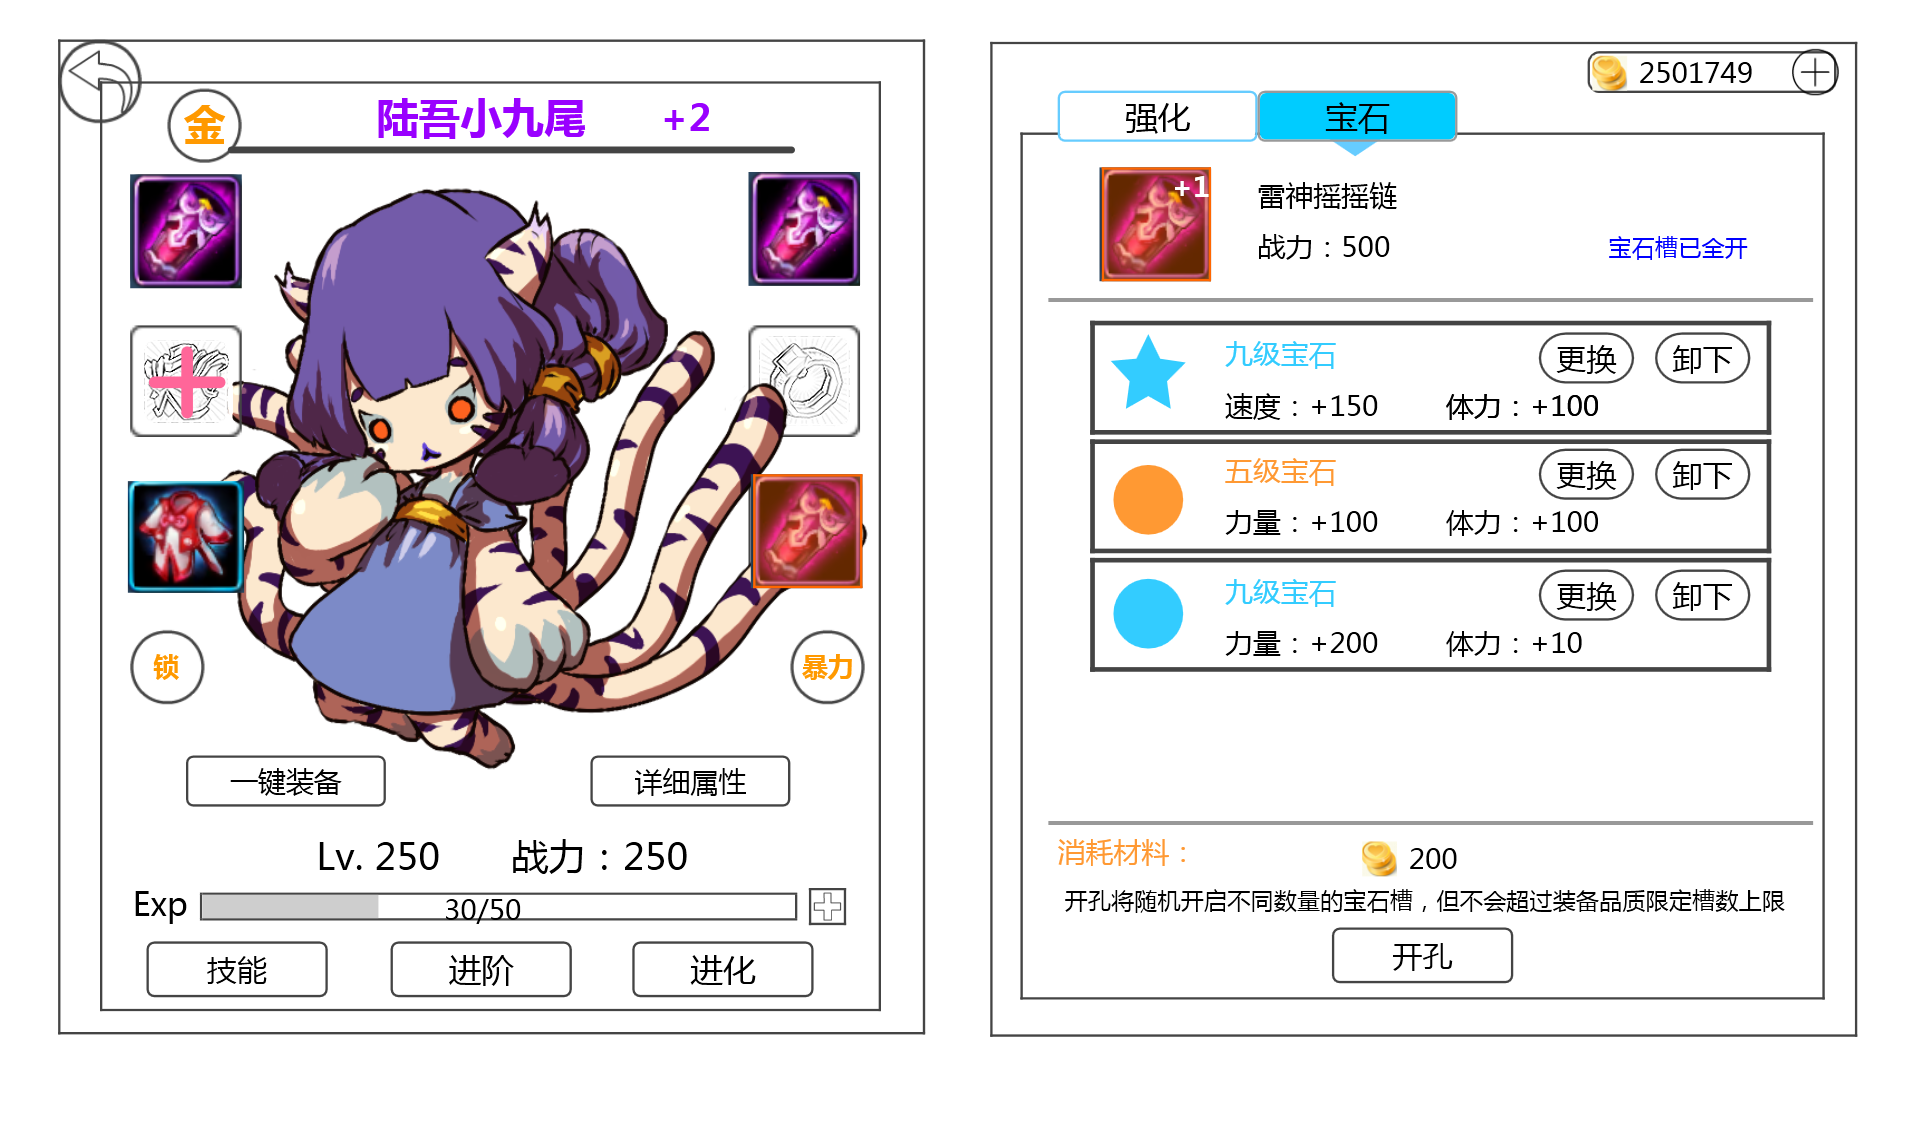 金
陆吾小九尾 +2
锁
暴力
一键装备
详细属性
Lv. 250 战力：250
Exp 30/50
技能
进阶
进化
2501749
强化
宝石
+1
雷神摇摇链
战力：500
宝石槽已全开
九级宝石
更换
卸下
速度：+150 体力：+100
五级宝石
更换
卸下
力量：+100 体力：+100
九级宝石
更换
卸下
力量：+200 体力：+10
消耗材料：
200
开孔将随机开启不同数量的宝石槽，但不会超过装备品质限定槽数上限
开孔